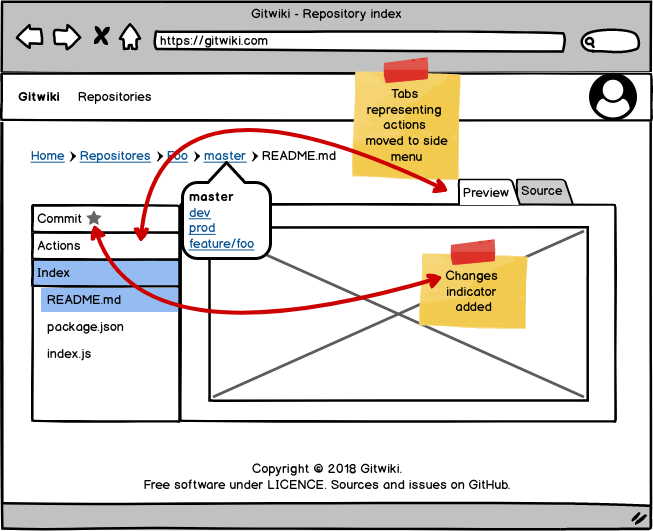 Gitwiki - Repository index
https://gitwiki.com
Gitwiki Repositories
Tabs
representing
actions
moved to side
menu
Home Repositores Foo master README.md
master
dev
prod
feature/foo
Preview Source
Commit
Actions
Index
README.md
package.json
index.js
Changes
indicator
added
Copyright © 2018 Gitwiki.
Free software under LICENCE. Sources and issues on GitHub.